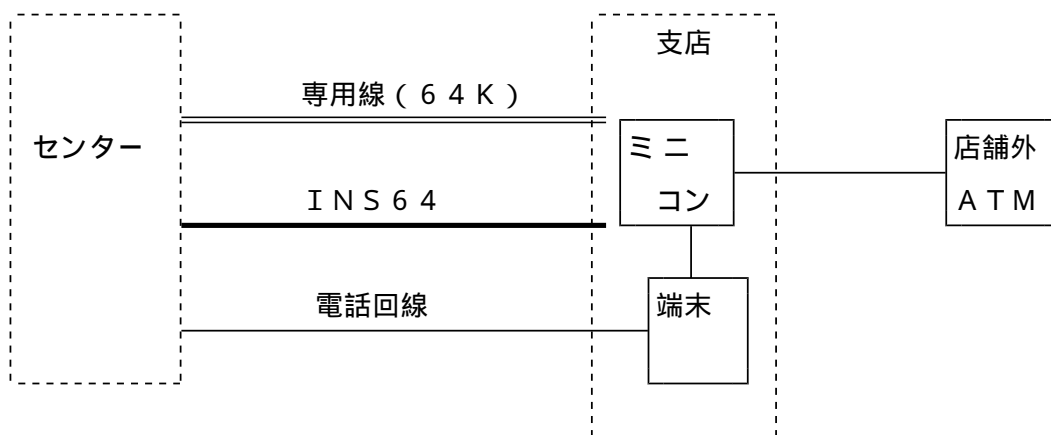 支店
専用線（６４Ｋ）
センター
ミニ
コン
店舗外
ＡＴＭ
ＩＮＳ６４
電話回線
端末